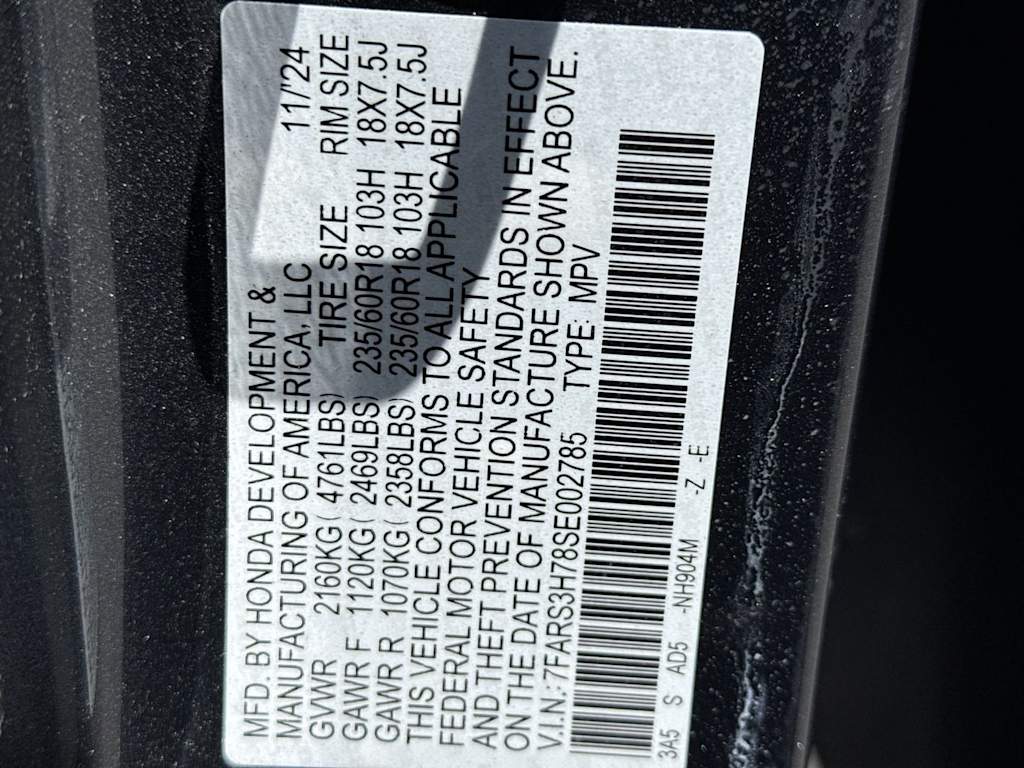 MFD. BY HONDA DEVELOPMENT &
MANUFACTURING OF AMERICA, LLC 11/'24
GVWR 2160KG( 4761LBS) TIRE SIZE RIM SIZE
GAWR F 1120KG( 2469LBS) 235/60R18 103H 18X7.5J
GAWR R 1070KG( 2358LBS) 235/60R18 103H 18X7.5J
THIS VEHICLE CONFORMS TO ALL APPLICABLE
FEDERAL MOTOR VEHICLE SAFETY
AND THEFT PREVENTION STANDARDS IN EFFECT
ON THE DATE OF MANUFACTURE SHOWN ABOVE.
V.I.N.: 7FARS3H78SE002785 TYPE: MPV
3A5 S AD5 -NH904M -Z -E